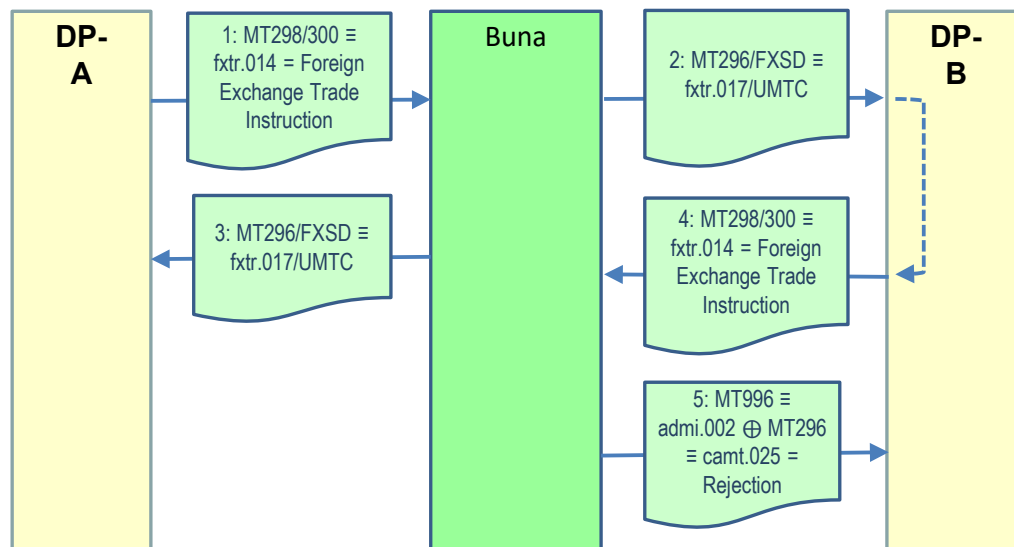 DP-
A
1: MT298/300 ≡
fxtr.014 = Foreign
Exchange Trade
Instruction
Buna
2: MT296/FXSD ≡
fxtr.017/UMTC
DP-
B
3: MT296/FXSD ≡
fxtr.017/UMTC
4: MT298/300 ≡
fxtr.014 = Foreign
Exchange Trade
Instruction
5: MT996 ≡
admi.002 ⊕ MT296
≡ camt.025 =
Rejection